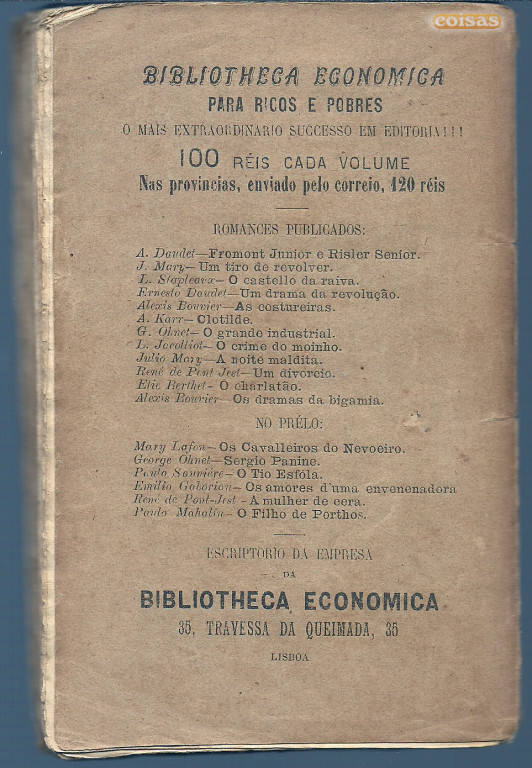 coisas
BIBLIOTHECA ECONOMICA
PARA RICOS E POBRES
O MAIS EXTRAORDINARIO SUCCESSO EM EDITORIA!!!
100 RÉIS CADA VOLUME
Nas provincias, enviado pelo correio, 120 réis
ROMANCES PUBLICADOS:
A. Daudet—Fromont Junior e Risler Senior.
J. Mary—Um tiro de revolver.
L. Stapleaux—O castello da raiva.
Ernesto Daudet—Um drama da revolução.
Alexis Bouvier—As costureiras.
A. Karr—Clotilde.
G. Ohnet—O grande industrial.
L. Jacolliot—O crime do moinho.
Julio Mary—A noite maldita.
René de Pont Jest—Um divorcio.
Elie Berthet-O charlatão.
Alexis Bouvier—Os dramas da bigamia.
NO PRÉLO:
Mary Lafon—Os Cavalleiros do Nevoeiro.
George Ohnet—Sergio Panine.
Paulo Saunière—O Tio Esfóla.
Emilio Gaboriau—Os amores d'uma envenenadora
René de Pont-Jest-A mulher de cera.
Paulo Mahalin—O Filho de Porthos.
ESCRIPTORIO DA EMPRESA
DA
BIBLIOTHECA ECONOMICA
35, TRAVESSA DA QUEIMADA, 35
LISBOA